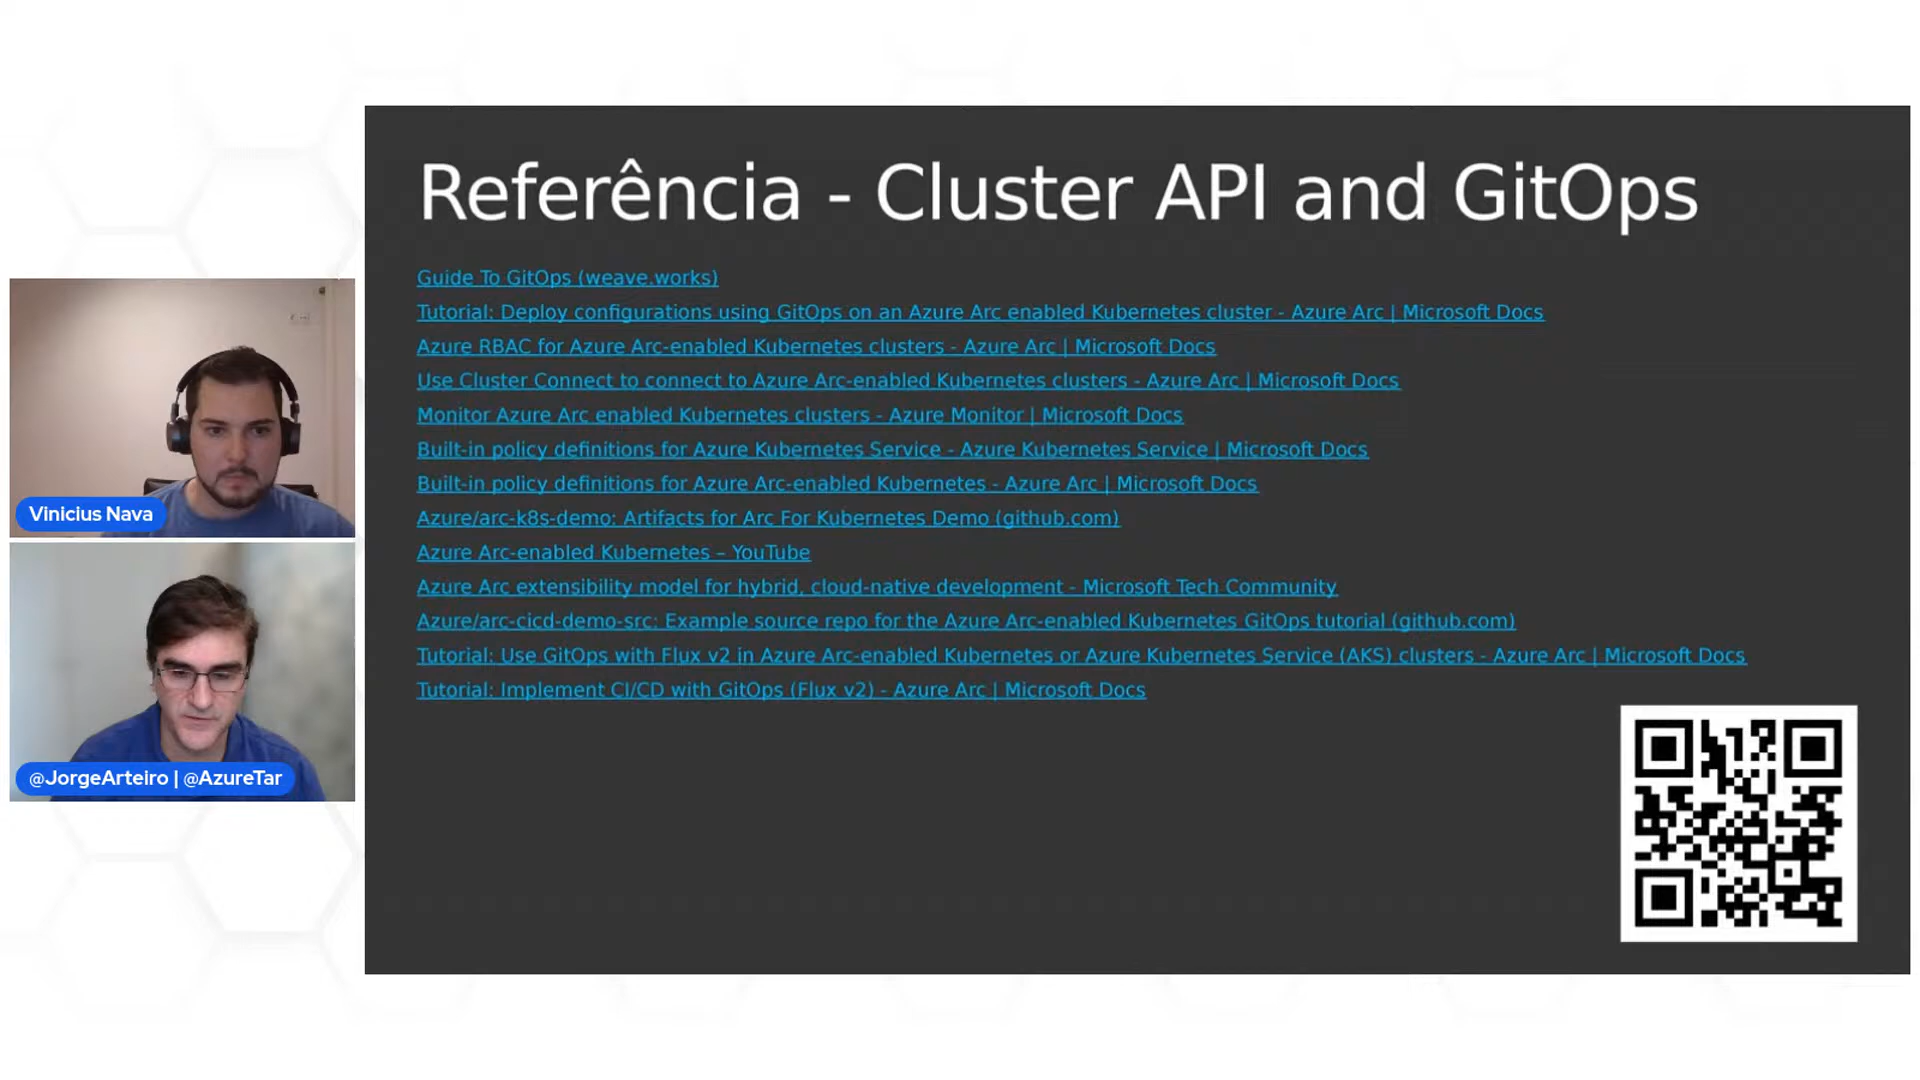 Referência - Cluster API and GitOps
Guide To GitOps (weave.works)
Tutorial: Deploy configurations using GitOps on an Azure Arc enabled Kubernetes cluster - Azure Arc | Microsoft Docs
Azure RBAC for Azure Arc-enabled Kubernetes clusters - Azure Arc | Microsoft Docs
Use Cluster Connect to connect to Azure Arc-enabled Kubernetes clusters - Azure Arc | Microsoft Docs
Monitor Azure Arc enabled Kubernetes clusters - Azure Monitor | Microsoft Docs
Built-in policy definitions for Azure Kubernetes Service - Azure Kubernetes Service | Microsoft Docs
Built-in policy definitions for Azure Arc-enabled Kubernetes - Azure Arc | Microsoft Docs
Azure/arc-k8s-demo: Artifacts for Arc For Kubernetes Demo (github.com)
Azure Arc-enabled Kubernetes – YouTube
Azure Arc extensibility model for hybrid, cloud-native development - Microsoft Tech Community
Azure/arc-cicd-demo-src: Example source repo for the Azure Arc-enabled Kubernetes GitOps tutorial (github.com)
Tutorial: Use GitOps with Flux v2 in Azure Arc-enabled Kubernetes or Azure Kubernetes Service (AKS) clusters - Azure Arc | Microsoft Docs
Tutorial: Implement CI/CD with GitOps (Flux v2) - Azure Arc | Microsoft Docs
Vinicius Nava
@JorgeArteiro | @AzureTar